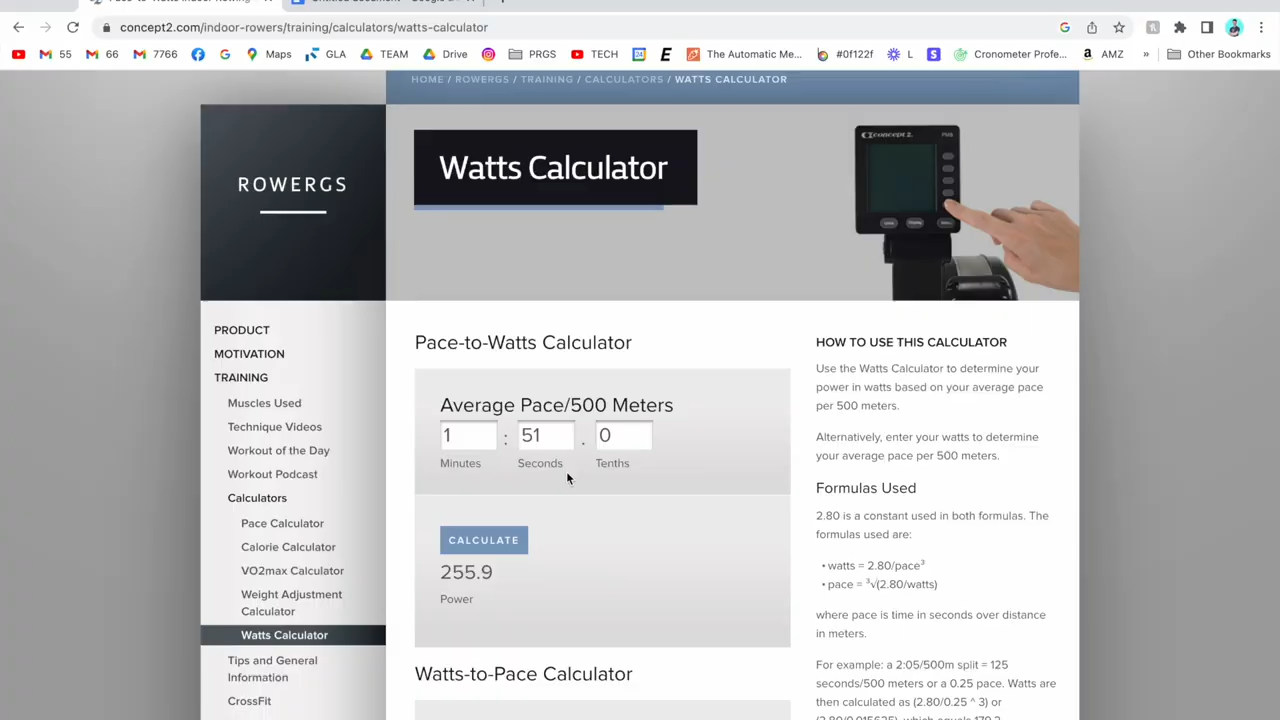 concept2.com/indoor-rowers/training/calculators/watts-calculator
55
66
7766
Maps
GLA
TEAM
Drive
PRGS
TECH
The Automatic Me...
#0f122f
L
Cronometer Profe...
AMZ
»
Other Bookmarks
HOME / ROWERGS / TRAINING / CALCULATORS / WATTS CALCULATOR
ROWERGS
Watts Calculator
concept 2.
PRODUCT
MOTIVATION
TRAINING
Muscles Used
Technique Videos
Workout of the Day
Workout Podcast
Calculators
Pace Calculator
Calorie Calculator
VO2max Calculator
Weight Adjustment
Calculator
Watts Calculator
Tips and General
Information
CrossFit
Pace-to-Watts Calculator
Average Pace/500 Meters
1 : 51 . 0
Minutes Seconds Tenths
CALCULATE
255.9
Power
Watts-to-Pace Calculator
HOW TO USE THIS CALCULATOR
Use the Watts Calculator to determine your
power in watts based on your average pace
per 500 meters.
Alternatively, enter your watts to determine
your average pace per 500 meters.
Formulas Used
2.80 is a constant used in both formulas. The
formulas used are:
• watts = 2.80/pace³
• pace = ³√(2.80/watts)
where pace is time in seconds over distance
in meters.
For example: a 2:05/500m split = 125
seconds/500 meters or a 0.25 pace. Watts are
then calculated as (2.80/0.25 ^ 3) or